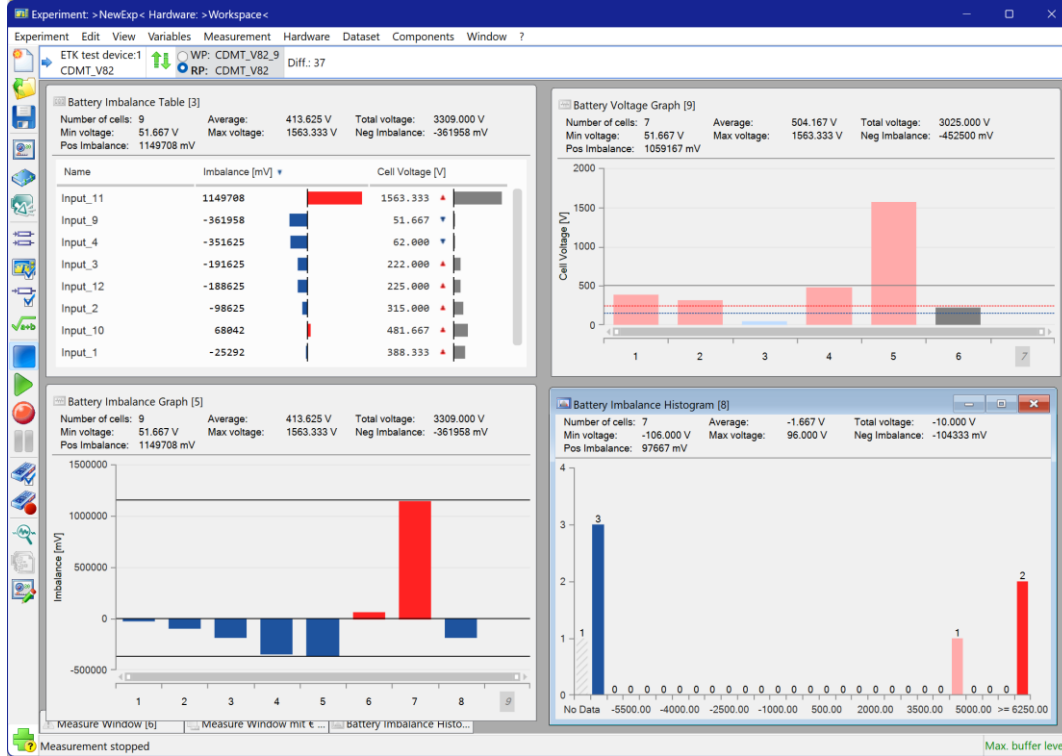 Experiment: >NewExp< Hardware: >Workspace<
Experiment Edit View Variables Measurement Hardware Dataset Components Window ?
ETK test device:1
CDMT_V82
WP: CDMT_V82_9
RP: CDMT_V82
Diff.: 37
Battery Imbalance Table [3]
Number of cells: 9 Average: 413.625 V Total voltage: 3309.000 V
Min voltage: 51.667 V Max voltage: 1563.333 V Neg Imbalance: -361958 mV
Pos Imbalance: 1149708 mV
Name Imbalance [mV] Cell Voltage [V]
Input_11 1149708 1563.333
Input_9 -361958 51.667
Input_4 -351625 62.000
Input_3 -191625 222.000
Input_12 -188625 225.000
Input_2 -98625 315.000
Input_10 68042 481.667
Input_1 -25292 388.333
Battery Voltage Graph [9]
Number of cells: 7 Average: 504.167 V Total voltage: 3025.000 V
Min voltage: 51.667 V Max voltage: 1563.333 V Neg Imbalance: -452500 mV
Pos Imbalance: 1059167 mV
Cell Voltage [V]
2000
1500
1000
500
0
1 2 3 4 5 6 7
Battery Imbalance Graph [5]
Number of cells: 9 Average: 413.625 V Total voltage: 3309.000 V
Min voltage: 51.667 V Max voltage: 1563.333 V Neg Imbalance: -361958 mV
Pos Imbalance: 1149708 mV
Imbalance [mV]
1500000
1000000
500000
0
-500000
1 2 3 4 5 6 7 8 9
Battery Imbalance Histogram [8]
Number of cells: 7 Average: -1.667 V Total voltage: -10.000 V
Min voltage: -106.000 V Max voltage: 96.000 V Neg Imbalance: -104333 mV
Pos Imbalance: 97667 mV
4
3
2
1
0
1 3 0 0 0 0 0 0 0 0 0 0 0 0 0 0 0 0 0 0 0 0 0 1 0 0 0 2
No Data -5500.00 -4000.00 -2500.00 -1000.00 500.00 2000.00 3500.00 5000.00 >= 6250.00
Measure Window [6] Measure Window mit € ... Battery Imbalance Histo...
Measurement stopped
Max. buffer leve